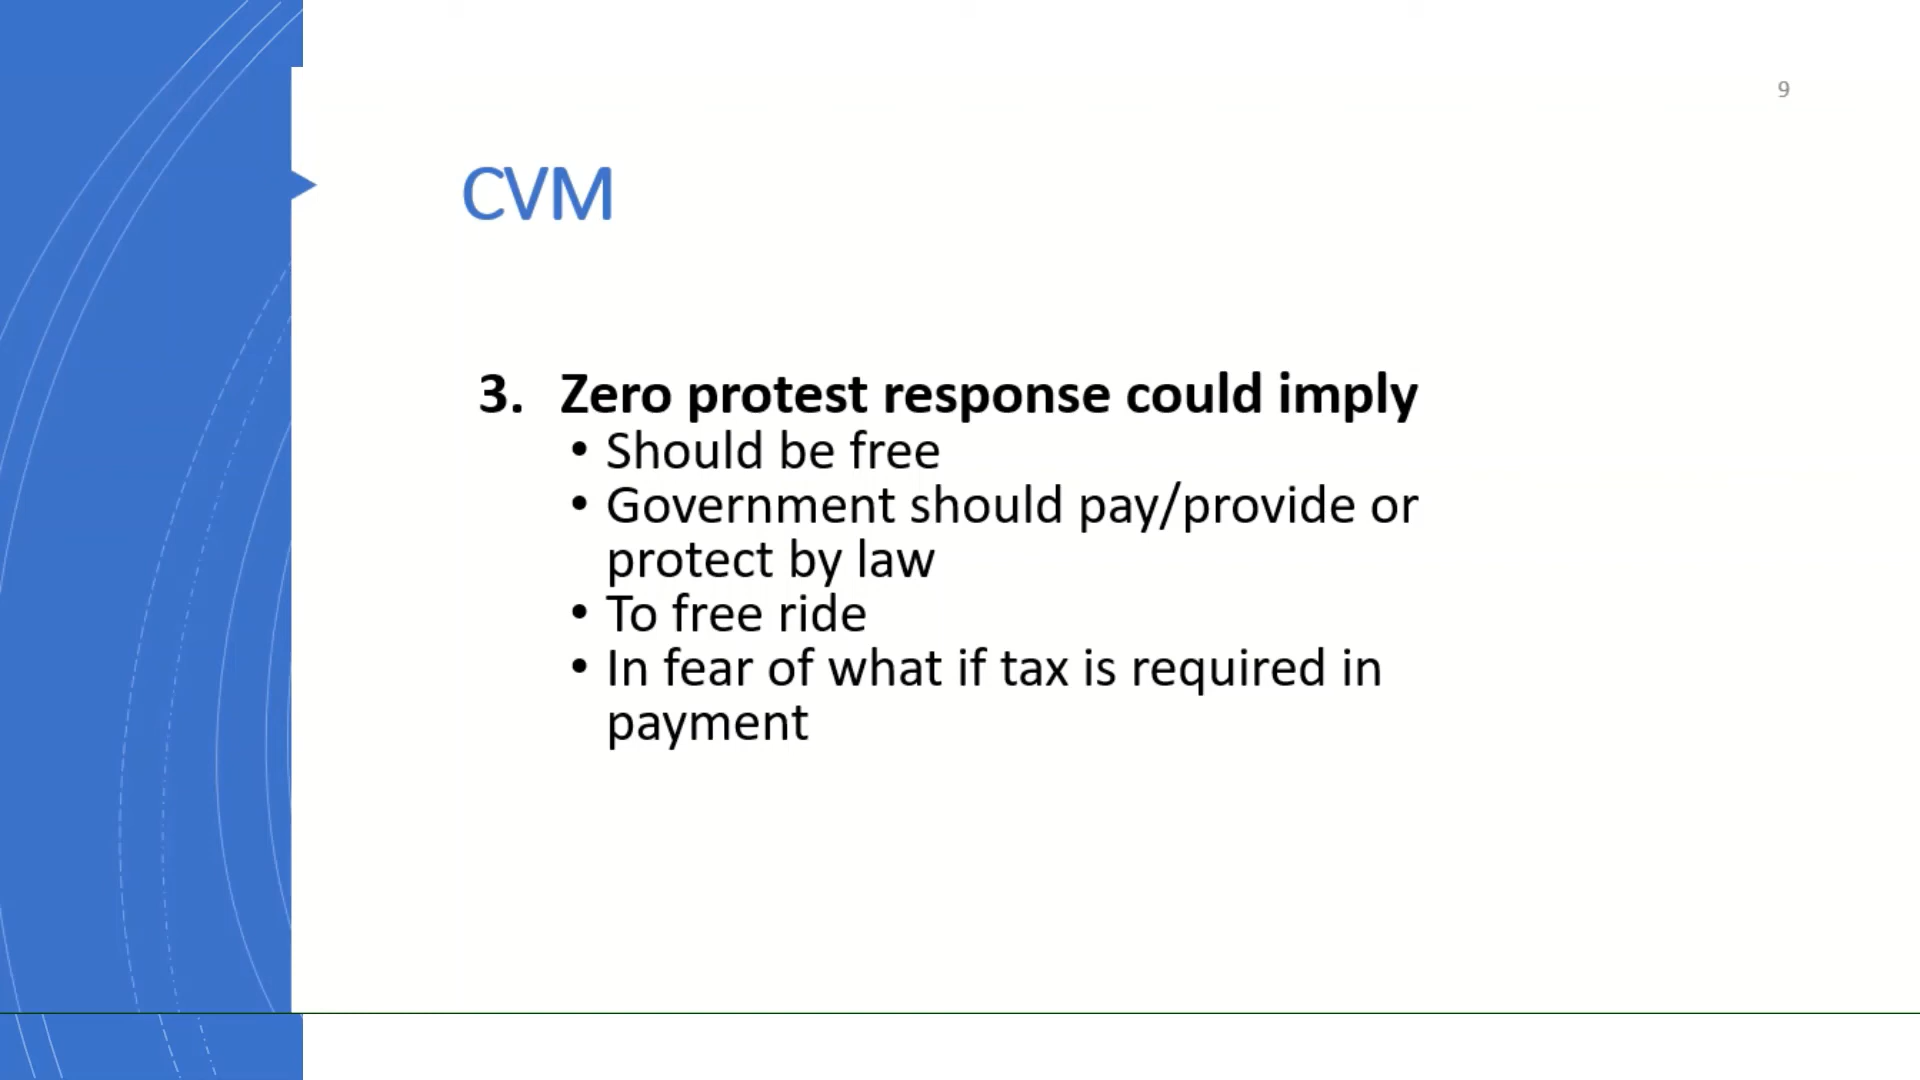 9
CVM
3. Zero protest response could imply
• Should be free
• Government should pay/provide or
protect by law
• To free ride
• In fear of what if tax is required in
payment